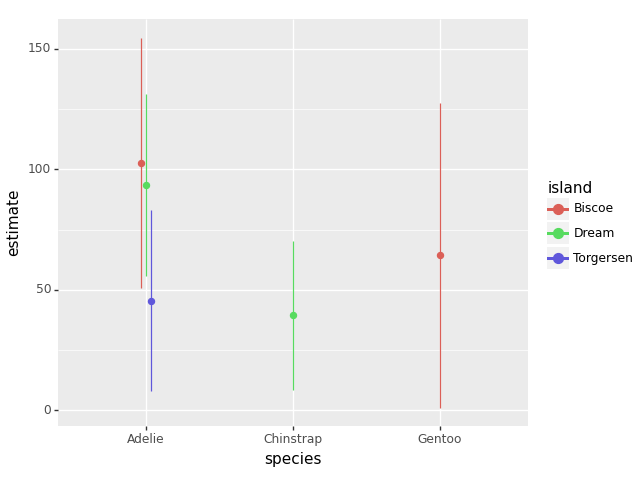 150
100
50
0
estimate
Adelie
Chinstrap
Gentoo
species
island
Biscoe
Dream
Torgersen